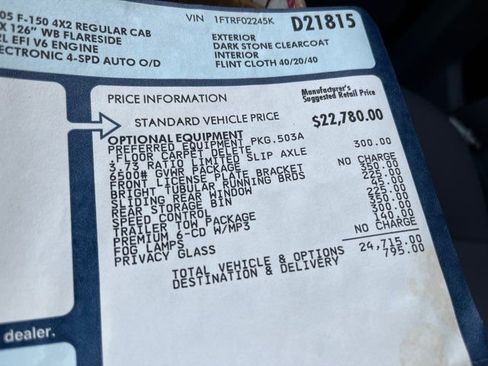 05 F-150 4X2 REGULAR CAB
X 126" WB FLARESIDE
EFI V6 ENGINE
ECTRONIC 4-SPD AUTO O/D
VIN 1FTRF02245K
D21815
EXTERIOR
DARK STONE CLEARCOAT
INTERIOR
FLINT CLOTH 40/20/40
PRICE INFORMATION
Manufacturer's
Suggested Retail Price
STANDARD VEHICLE PRICE $22,780.00
OPTIONAL EQUIPMENT
PREFERRED EQUIPMENT PKG.503A
FLOOR CARPET DELETE
3.73 RATIO LIMITED SLIP AXLE 300.00
6500# GVWR PACKAGE
FRONT LICENSE PLATE BRACKET NO CHARGE
BRIGHT TUBULAR RUNNING BRDS 350.00
SLIDING REAR WINDOW 225.00
REAR STORAGE BIN 45.00
SPEED CONTROL 225.00
TRAILER TOW PACKAGE 350.00
PREMIUM 6-CD W/MP3 300.00
FOG LAMPS 140.00
PRIVACY GLASS NO CHARGE
TOTAL VEHICLE & OPTIONS 24,715.00
DESTINATION & DELIVERY 795.00
dealer.